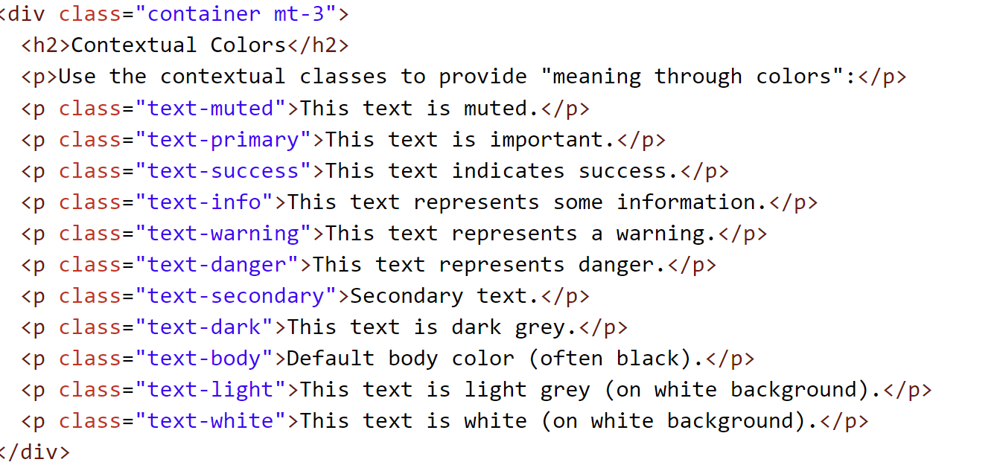 <div class="container mt-3">
  <h2>Contextual Colors</h2>
  <p>Use the contextual classes to provide "meaning through colors":</p>
  <p class="text-muted">This text is muted.</p>
  <p class="text-primary">This text is important.</p>
  <p class="text-success">This text indicates success.</p>
  <p class="text-info">This text represents some information.</p>
  <p class="text-warning">This text represents a warning.</p>
  <p class="text-danger">This text represents danger.</p>
  <p class="text-secondary">Secondary text.</p>
  <p class="text-dark">This text is dark grey.</p>
  <p class="text-body">Default body color (often black).</p>
  <p class="text-light">This text is light grey (on white background).</p>
  <p class="text-white">This text is white (on white background).</p>
</div>